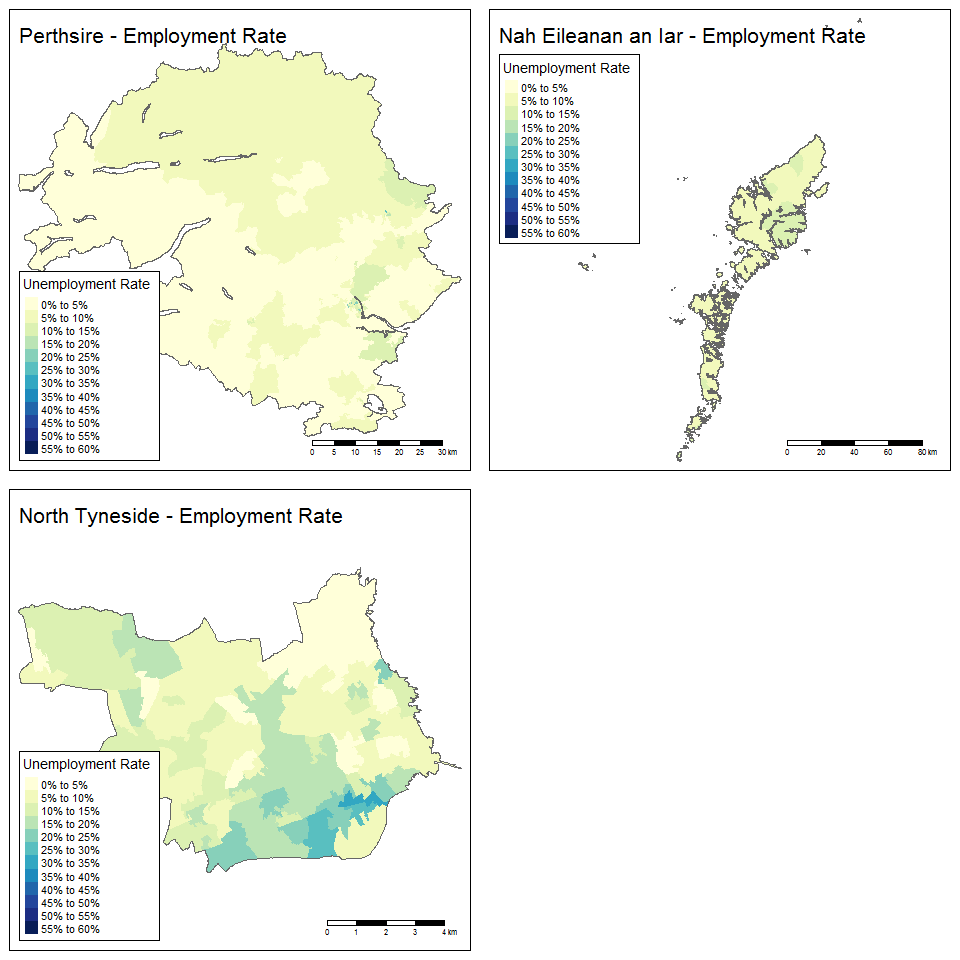 Perthsire - Employment Rate
Unemployment Rate
0% to 5%
5% to 10%
10% to 15%
15% to 20%
20% to 25%
25% to 30%
30% to 35%
35% to 40%
40% to 45%
45% to 50%
50% to 55%
55% to 60%
0 5 10 15 20 25 30 km
Nah Eileanan an Iar - Employment Rate
Unemployment Rate
0% to 5%
5% to 10%
10% to 15%
15% to 20%
20% to 25%
25% to 30%
30% to 35%
35% to 40%
40% to 45%
45% to 50%
50% to 55%
55% to 60%
0 20 40 60 80 km
North Tyneside - Employment Rate
Unemployment Rate
0% to 5%
5% to 10%
10% to 15%
15% to 20%
20% to 25%
25% to 30%
30% to 35%
35% to 40%
40% to 45%
45% to 50%
50% to 55%
55% to 60%
0 1 2 3 4 km